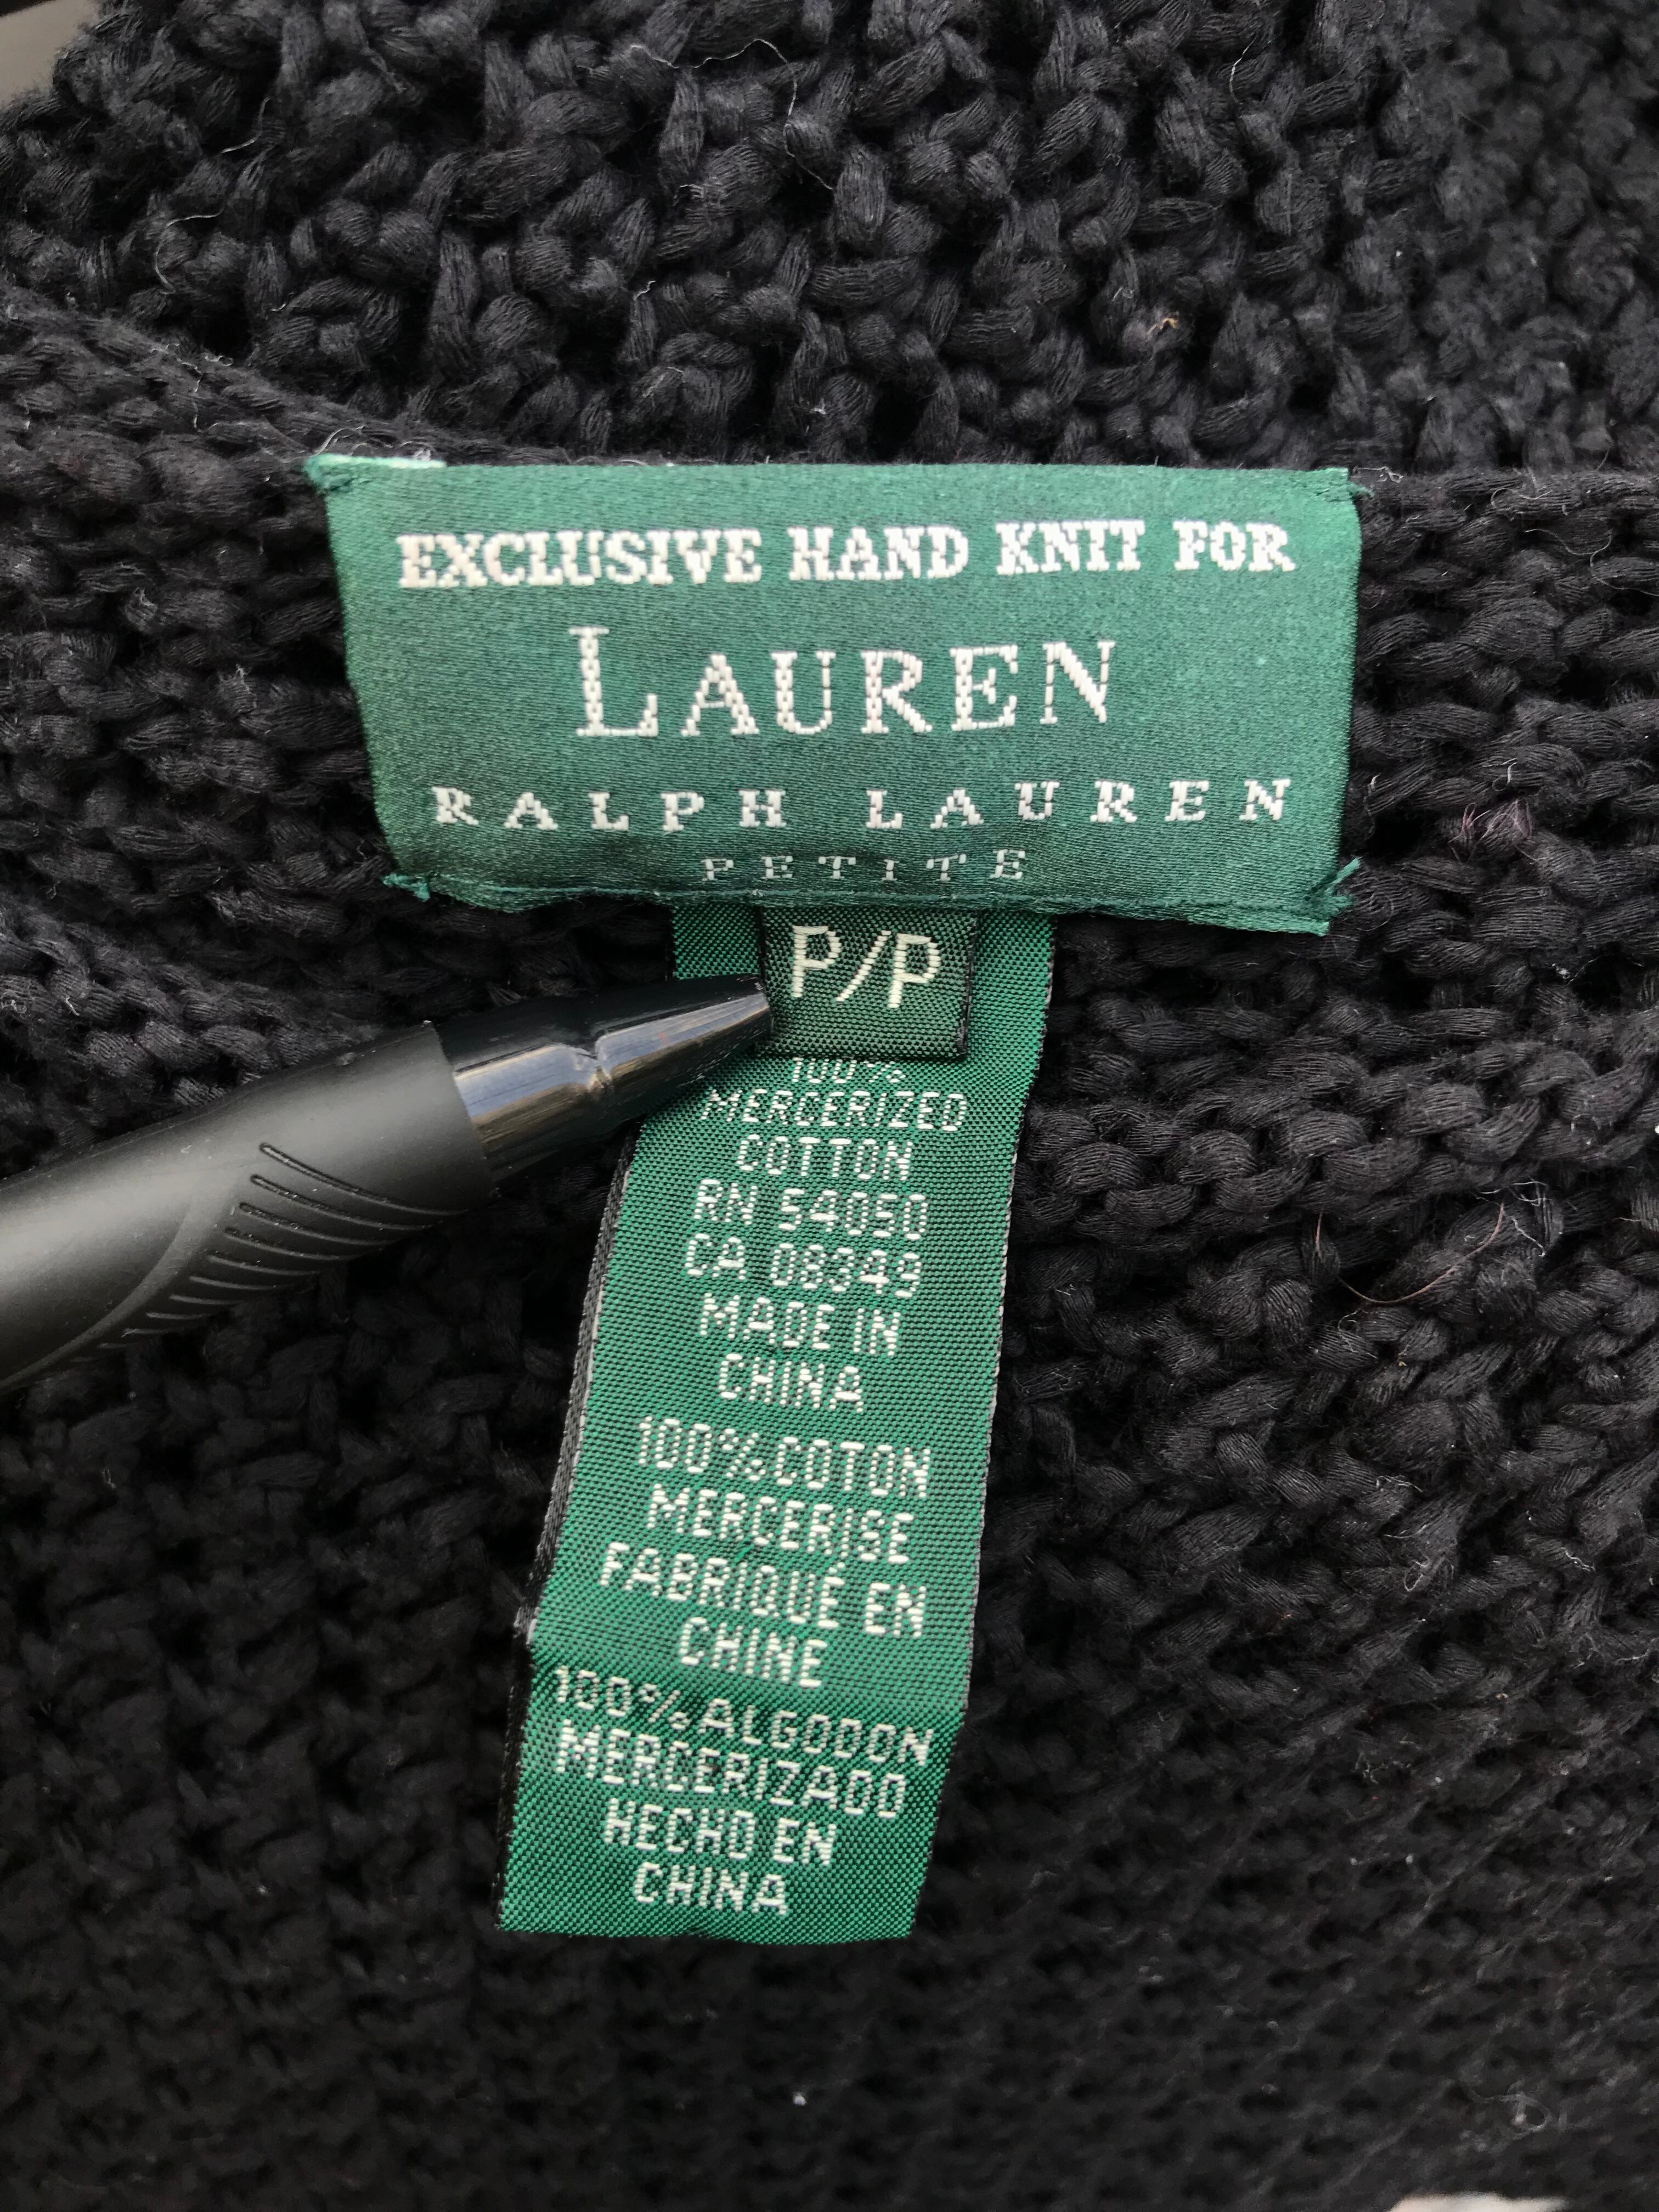 EXCLUSIVE HAND KNIT FOR
LAUREN
RALPH LAUREN
PETITE
P/P
100%
MERCERIZED
COTTON
RN 54050
CA 08349
MADE IN
CHINA
100% COTON
MERCERISE
FABRIQUÉ EN
CHINE
100% ALGODON
MERCERIZADO
HECHO EN
CHINA